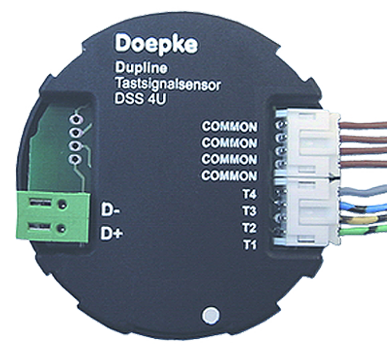 Doepke
Dupline
Tastsignalsensor
DSS 4U
COMMON
COMMON
COMMON
COMMON
T4
T3
T2
T1
D-
D+